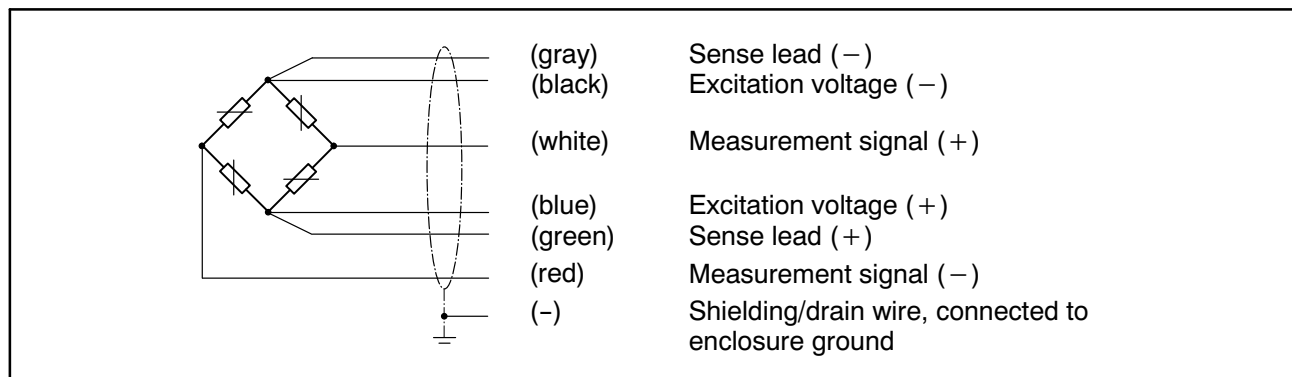 (gray) Sense lead (−)
(black) Excitation voltage (−)
(white) Measurement signal (+)
(blue) Excitation voltage (+)
(green) Sense lead (+)
(red) Measurement signal (−)
(–) Shielding/drain wire, connected to
enclosure ground